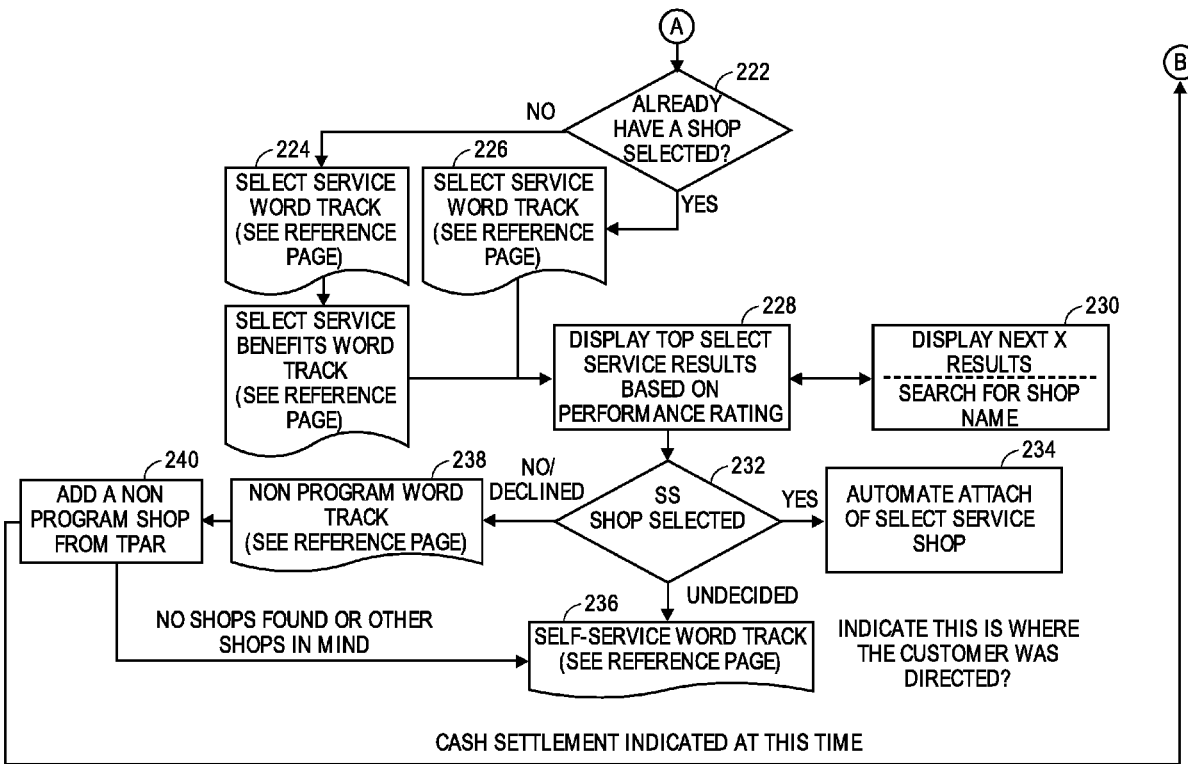 A
B
222
ALREADY
HAVE A SHOP
SELECTED?
NO
YES
224
SELECT SERVICE
WORD TRACK
(SEE REFERENCE
PAGE)
226
SELECT SERVICE
WORD TRACK
(SEE REFERENCE
PAGE)
SELECT SERVICE
BENEFITS WORD
TRACK
(SEE REFERENCE
PAGE)
228
DISPLAY TOP SELECT
SERVICE RESULTS
BASED ON
PERFORMANCE RATING
230
DISPLAY NEXT X
RESULTS
SEARCH FOR SHOP
NAME
232
SS
SHOP SELECTED
NO/
DECLINED
YES
UNDECIDED
234
AUTOMATE ATTACH
OF SELECT SERVICE
SHOP
238
NON PROGRAM WORD
TRACK
(SEE REFERENCE PAGE)
240
ADD A NON
PROGRAM SHOP
FROM TPAR
NO SHOPS FOUND OR OTHER
SHOPS IN MIND
236
SELF-SERVICE WORD TRACK
(SEE REFERENCE PAGE)
INDICATE THIS IS WHERE
THE CUSTOMER WAS
DIRECTED?
CASH SETTLEMENT INDICATED AT THIS TIME